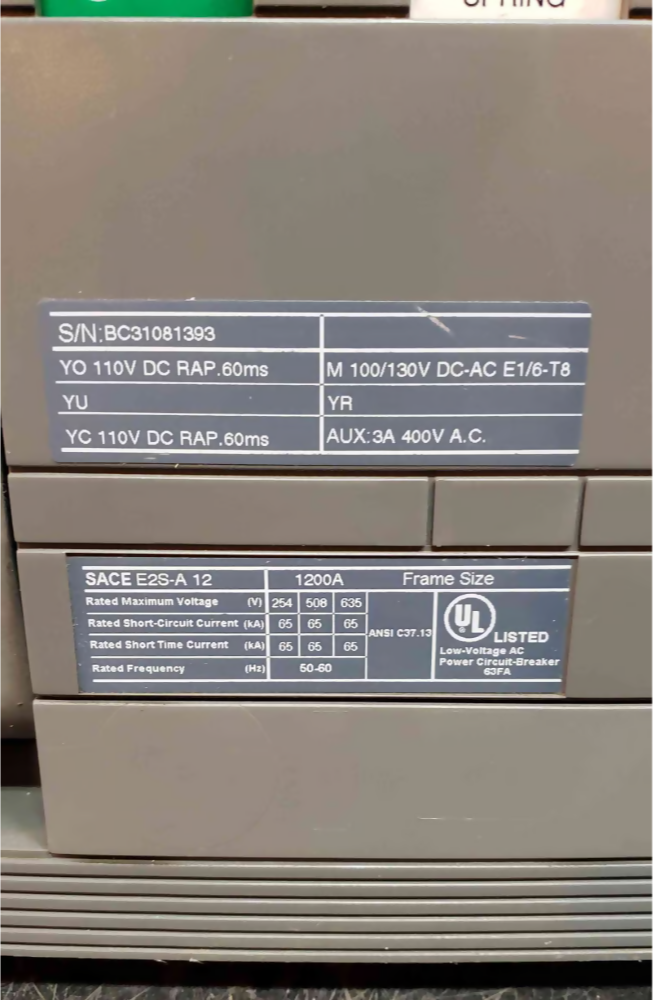 SPRING
S/N:BC31081393
YO 110V DC RAP.60ms
M 100/130V DC-AC E1/6-T8
YU
YR
YC 110V DC RAP.60ms
AUX:3A 400V A.C.
SACE E2S-A 12 1200A Frame Size
Rated Maximum Voltage (V) 254 508 635
Rated Short-Circuit Current (kA) 65 65 65
Rated Short Time Current (kA) 65 65 65
Rated Frequency (Hz) 50-60
ANSI C37.13
UL LISTED
Low-Voltage AC
Power Circuit-Breaker
63FA